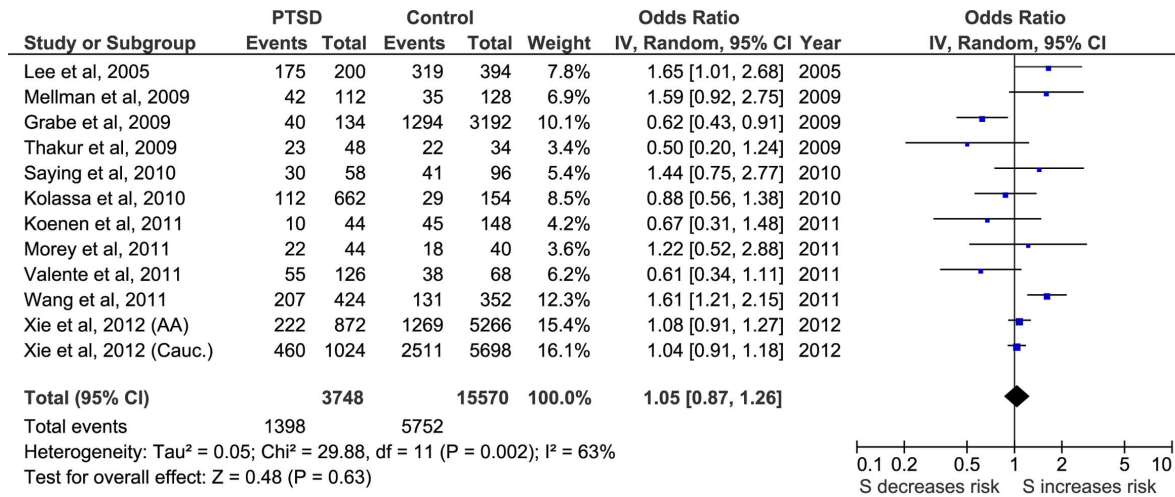 PTSD Control Odds Ratio Odds Ratio
Study or Subgroup Events Total Events Total Weight IV, Random, 95% CI Year IV, Random, 95% CI
Lee et al, 2005 175 200 319 394 7.8% 1.65 [1.01, 2.68] 2005
Mellman et al, 2009 42 112 35 128 6.9% 1.59 [0.92, 2.75] 2009
Grabe et al, 2009 40 134 1294 3192 10.1% 0.62 [0.43, 0.91] 2009
Thakur et al, 2009 23 48 22 34 3.4% 0.50 [0.20, 1.24] 2009
Saying et al, 2010 30 58 41 96 5.4% 1.44 [0.75, 2.77] 2010
Kolassa et al, 2010 112 662 29 154 8.5% 0.88 [0.56, 1.38] 2010
Koenen et al, 2011 10 44 45 148 4.3% 0.67 [0.31, 1.48] 2011
Morey et al, 2011 22 44 18 40 3.6% 1.22 [0.52, 2.88] 2011
Valente et al, 2011 55 126 38 68 6.2% 0.61 [0.34, 1.11] 2011
Wang et al, 2011 207 424 131 352 12.3% 1.61 [1.21, 2.15] 2011
Xie et al, 2012 (AA) 222 872 1269 5266 15.4% 1.08 [0.91, 1.27] 2012
Xie et al, 2012 (Cauc.) 460 1024 2511 5698 16.1% 1.04 [0.91, 1.18] 2012
Total (95% CI) 3748 15570 100.0% 1.05 [0.87, 1.26]
Total events 1398 5752
Heterogeneity: Tau² = 0.05; Chi² = 29.88, df = 11 (P = 0.002); I² = 63%
Test for overall effect: Z = 0.48 (P = 0.63)
0.1 0.2 0.5 1 2 5 10
S decreases risk S increases risk